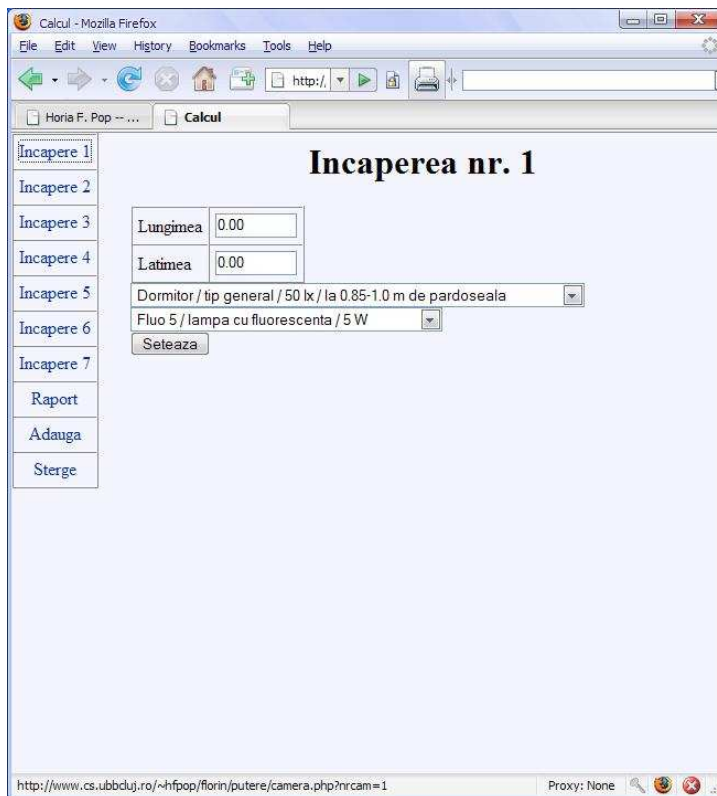 Calcul - Mozilla Firefox
File Edit View History Bookmarks Tools Help
http:/.
Horia F. Pop -- ... Calcul
Incapere 1
Incapere 2
Incapere 3
Incapere 4
Incapere 5
Incapere 6
Incapere 7
Raport
Adauga
Sterge
Incaperea nr. 1
Lungimea 0.00
Latimea 0.00
Dormitor / tip general / 50 lx / la 0.85-1.0 m de pardoseala
Fluo 5 / lampa cu fluorescenta / 5 W
Seteaza
http://www.cs.ubbcluj.ro/~hfpop/florin/putere/camera.php?nrcam=1 Proxy: None